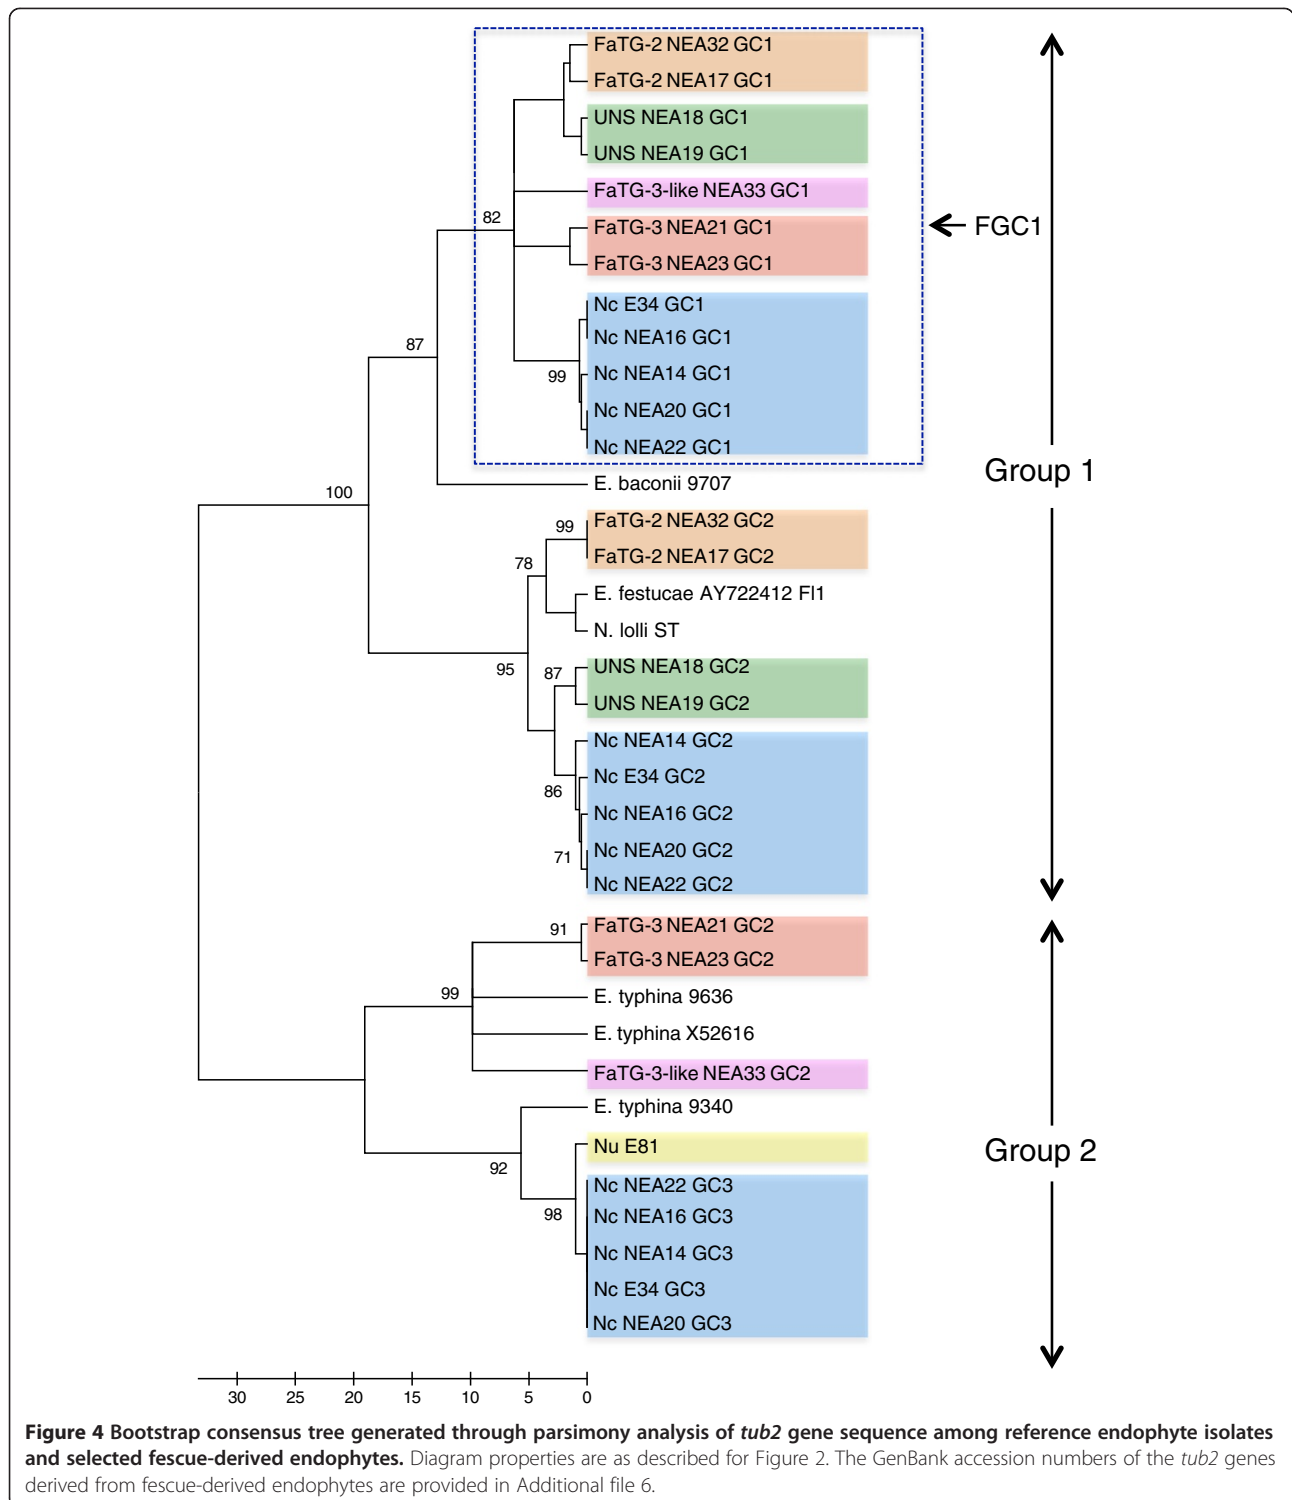 FaTG-2 NEA32 GC1
FaTG-2 NEA17 GC1
UNS NEA18 GC1
UNS NEA19 GC1
FaTG-3-like NEA33 GC1
82
FaTG-3 NEA21 GC1
FGC1
FaTG-3 NEA23 GC1
Nc E34 GC1
Nc NEA16 GC1
87
Nc NEA14 GC1
99
Nc NEA20 GC1
Nc NEA22 GC1
Group 1
E. baconii 9707
100
FaTG-2 NEA32 GC2
99
FaTG-2 NEA17 GC2
78
E. festucae AY722412 Fl1
N. lolli ST
95
UNS NEA18 GC2
87
UNS NEA19 GC2
Nc NEA14 GC2
Nc E34 GC2
86
Nc NEA16 GC2
Nc NEA20 GC2
71
Nc NEA22 GC2
FaTG-3 NEA21 GC2
91
FaTG-3 NEA23 GC2
99
E. typhina 9636
E. typhina X52616
FaTG-3-like NEA33 GC2
E. typhina 9340
Nu E81
Group 2
92
Nc NEA22 GC3
98
Nc NEA16 GC3
Nc NEA14 GC3
Nc E34 GC3
Nc NEA20 GC3
30 25 20 15 10 5 0
Figure 4 Bootstrap consensus tree generated through parsimony analysis of tub2 gene sequence among reference endophyte isolates
and selected fescue-derived endophytes. Diagram properties are as described for Figure 2. The GenBank accession numbers of the tub2 genes
derived from fescue-derived endophytes are provided in Additional file 6.